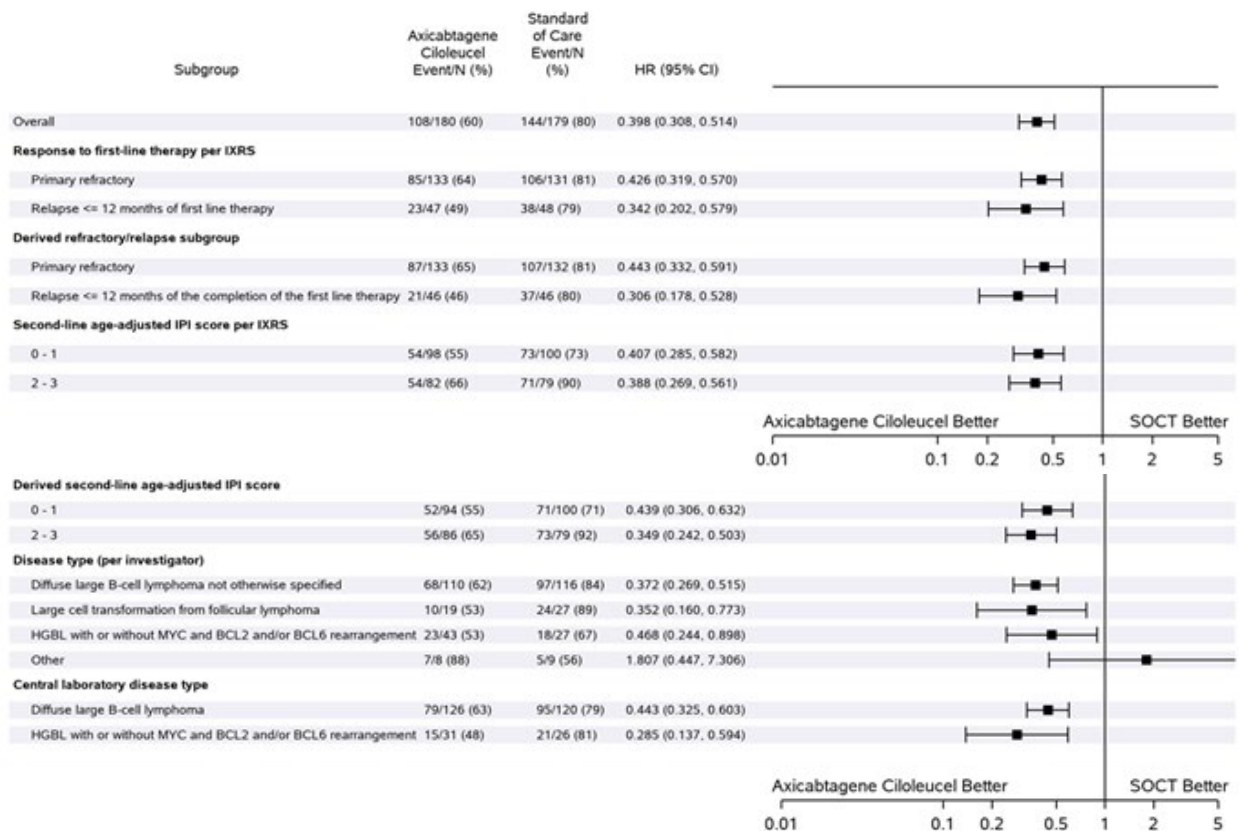 Subgroup Axicabtagene Ciloleucel Event/N (%) Standard of Care Event/N (%) HR (95% CI)
Overall 108/180 (60) 144/179 (80) 0.398 (0.308, 0.514)
Response to first-line therapy per IXRS
Primary refractory 85/133 (64) 106/131 (81) 0.426 (0.319, 0.570)
Relapse <= 12 months of first line therapy 23/47 (49) 38/48 (79) 0.342 (0.202, 0.579)
Derived refractory/relapse subgroup
Primary refractory 87/133 (65) 107/132 (81) 0.443 (0.332, 0.591)
Relapse <= 12 months of the completion of the first line therapy 21/46 (46) 37/46 (80) 0.306 (0.178, 0.528)
Second-line age-adjusted IPI score per IXRS
0 - 1 54/98 (55) 73/100 (73) 0.407 (0.285, 0.582)
2 - 3 54/82 (66) 71/79 (90) 0.388 (0.269, 0.561)
Axicabtagene Ciloleucel Better SOCT Better
0.01 0.1 0.2 0.5 1 2 5
Derived second-line age-adjusted IPI score
0 - 1 52/94 (55) 71/100 (71) 0.439 (0.306, 0.632)
2 - 3 56/86 (65) 73/79 (92) 0.349 (0.242, 0.503)
Disease type (per investigator)
Diffuse large B-cell lymphoma not otherwise specified 68/110 (62) 97/116 (84) 0.372 (0.269, 0.515)
Large cell transformation from follicular lymphoma 10/19 (53) 24/27 (89) 0.352 (0.160, 0.773)
HGBL with or without MYC and BCL2 and/or BCL6 rearrangement 23/43 (53) 18/27 (67) 0.468 (0.244, 0.898)
Other 7/8 (88) 5/9 (56) 1.807 (0.447, 7.306)
Central laboratory disease type
Diffuse large B-cell lymphoma 79/126 (63) 95/120 (79) 0.443 (0.325, 0.603)
HGBL with or without MYC and BCL2 and/or BCL6 rearrangement 15/31 (48) 21/26 (81) 0.285 (0.137, 0.594)
Axicabtagene Ciloleucel Better SOCT Better
0.01 0.1 0.2 0.5 1 2 5